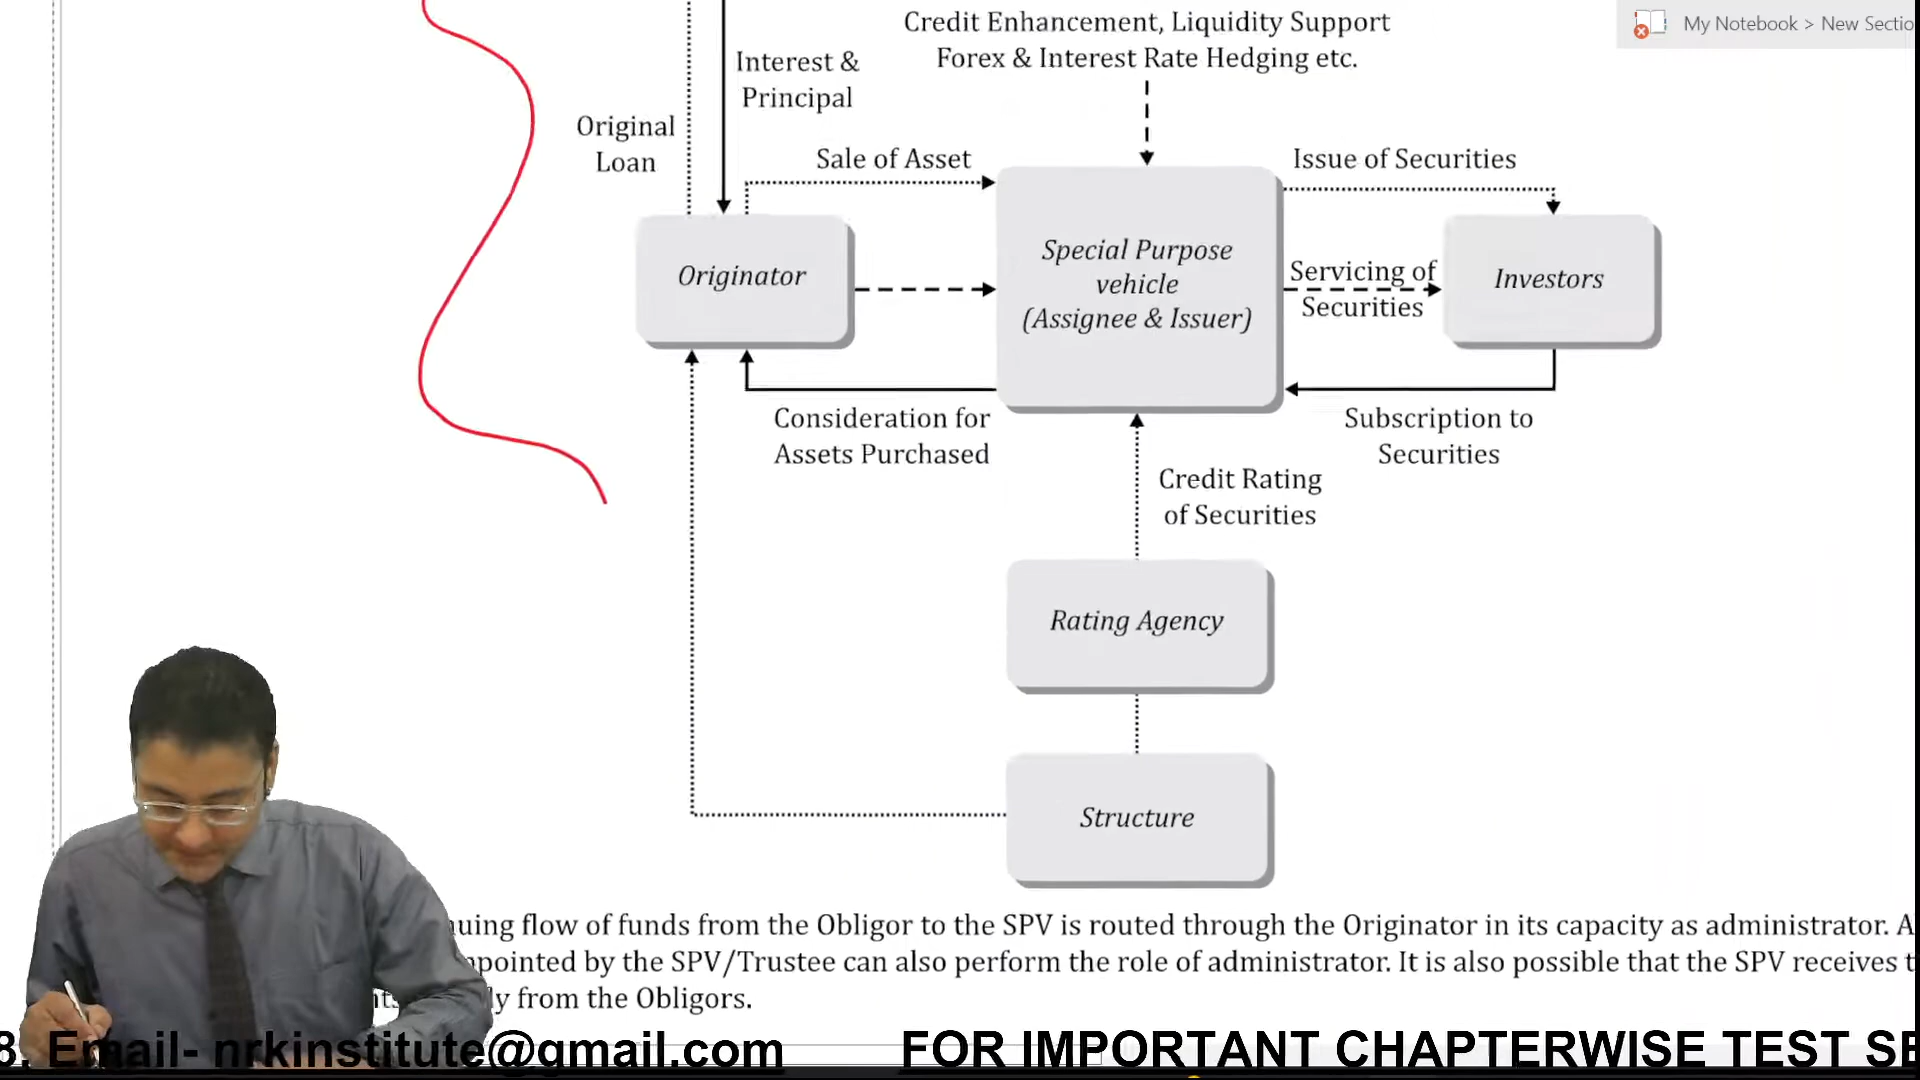 Credit Enhancement, Liquidity Support
Forex & Interest Rate Hedging etc.
My Notebook > New Sectio
Interest &
Principal
Original
Loan
Sale of Asset
Issue of Securities
Originator
Special Purpose
vehicle
(Assignee & Issuer)
Servicing of
Securities
Investors
Consideration for
Assets Purchased
Subscription to
Securities
Credit Rating
of Securities
Rating Agency
Structure
uing flow of funds from the Obligor to the SPV is routed through the Originator in its capacity as administrator. A
ppointed by the SPV/Trustee can also perform the role of administrator. It is also possible that the SPV receives t
from the Obligors.
8. Email- nrkinstitute@gmail.com FOR IMPORTANT CHAPTERWISE TEST SE